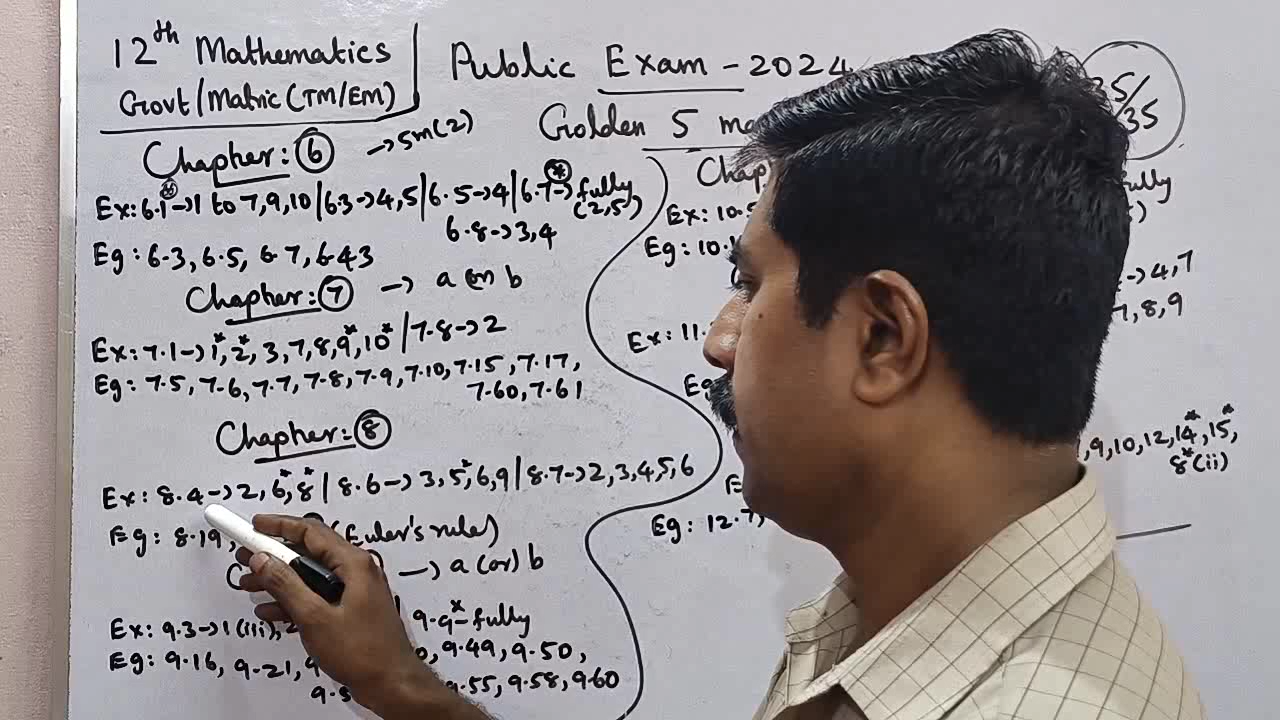 12th Mathematics
Govt/Matric (TM/EM)
Public Exam - 2024
Golden 5
35/35
Chapter: 6 → 5m(2)
Ex: 6.1* → 1 to 7, 9, 10 | 6.3 → 4, 5 | 6.5 → 4 | 6.7* → fully
(2, 5)
6.8 → 3, 4
Eg: 6.3, 6.5, 6.7, 6.43
Chapter: 7 → a (or) b
Ex: 7.1 → 1*, 2*, 3, 7, 8, 9*, 10* | 7.8 → 2
Eg: 7.5, 7.6, 7.7, 7.8, 7.9, 7.10, 7.15, 7.17,
7.60, 7.61
Chapter: 8
Ex: 8.4 → 2, 6*, 8* | 8.6 → 3, 5*, 6, 9 | 8.7 → 2, 3, 4, 5, 6
Eg: 8.19, (Euler's rule)
→ a (or) b
Ex: 9.3 → 1(iii), 9.9* - fully
Eg: 9.16, 9.21, 9.49, 9.50,
9.55, 9.58, 9.60
Ex: 10.5
Eg: 10.
→ 4, 7
Ex: 11.
7, 8, 9
Eg
9, 10, 12, 14*, 15*,
8*(ii)
Eg: 12.7,